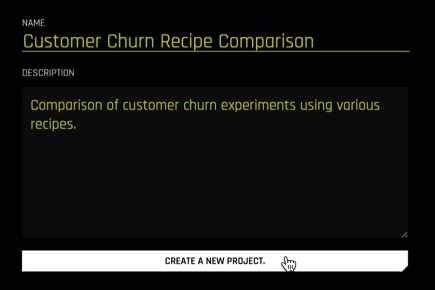 NAME
Customer Churn Recipe Comparison
DESCRIPTION
Comparison of customer churn experiments using various
recipes.
CREATE A NEW PROJECT.